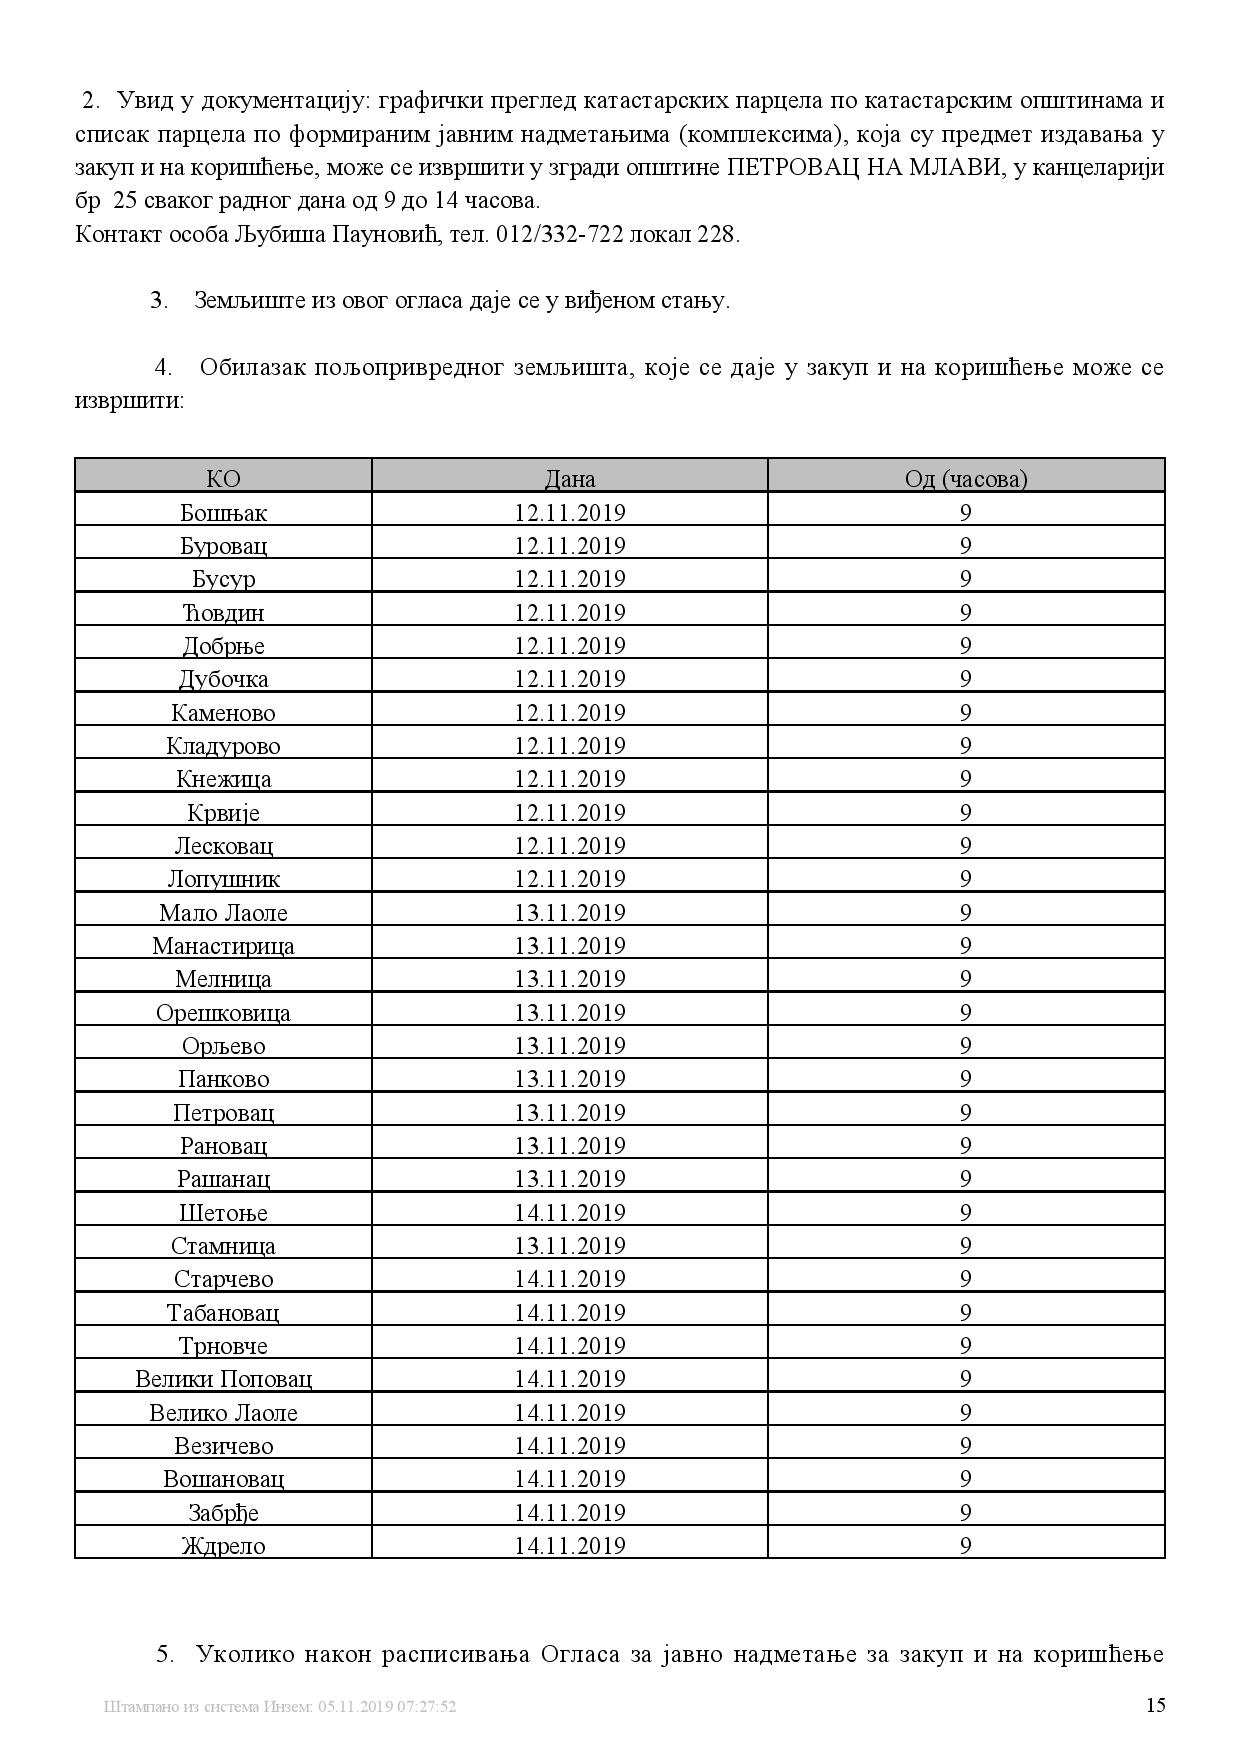 2. Увид у документацију: графички преглед катастарских парцела по катастарским општинама и
списак парцела по формираним јавним надметањима (комплексима), која су предмет издавања у
закуп и на коришћење, може се извршити у згради општине ПЕТРОВАЦ НА МЛАВИ, у канцеларији
бр 25 сваког радног дана од 9 до 14 часова.
Контакт особа Љубиша Пауновић, тел. 012/332-722 локал 228.
3. Земљиште из овог огласа даје се у виђеном стању.
4. Обилазак пољопривредног земљишта, које се даје у закуп и на коришћење може се
извршити:
КО Дана Од (часова)
Бошњак 12.11.2019 9
Буровац 12.11.2019 9
Бусур 12.11.2019 9
Ћовдин 12.11.2019 9
Добрње 12.11.2019 9
Дубочка 12.11.2019 9
Каменово 12.11.2019 9
Кладурово 12.11.2019 9
Кнежица 12.11.2019 9
Крвије 12.11.2019 9
Лесковац 12.11.2019 9
Лопушник 12.11.2019 9
Мало Лаоле 13.11.2019 9
Манастирица 13.11.2019 9
Мелница 13.11.2019 9
Орешковица 13.11.2019 9
Орљево 13.11.2019 9
Панково 13.11.2019 9
Петровац 13.11.2019 9
Рановац 13.11.2019 9
Рашанац 13.11.2019 9
Шетоње 14.11.2019 9
Стамница 13.11.2019 9
Старчево 14.11.2019 9
Табановац 14.11.2019 9
Трновче 14.11.2019 9
Велики Поповац 14.11.2019 9
Велико Лаоле 14.11.2019 9
Везичево 14.11.2019 9
Вошановац 14.11.2019 9
Забрђе 14.11.2019 9
Ждрело 14.11.2019 9
5. Уколико након расписивања Огласа за јавно надметање за закуп и на коришћење
Штампано из система Инзем: 05.11.2019 07:27:52 15